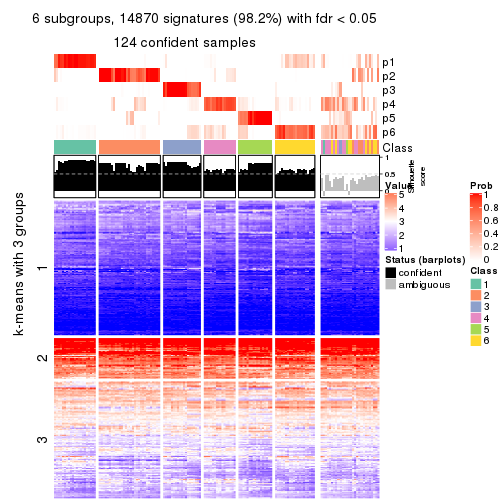 6 subgroups, 14870 signatures (98.2%) with fdr < 0.05
124 confident samples
p1
p2
p3
p4
p5
p6
Class
1
0.5
0
Silhouette
score
k-means with 3 groups
1
2
3
Value
5
4
3
2
1
Status (barplots)
confident
ambiguous
Prob
1
0.8
0.6
0.4
0.2
0
Class
1
2
3
4
5
6